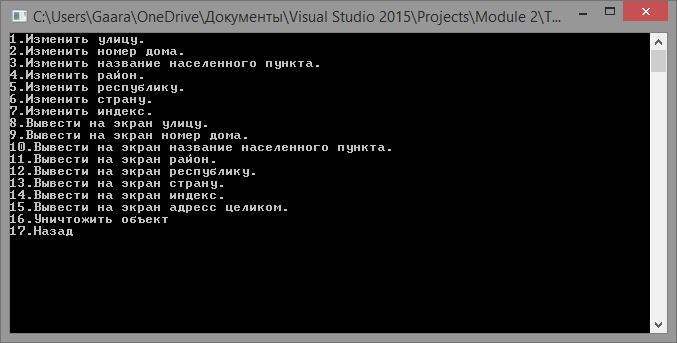 C:\Users\Gaara\OneDrive\Документы\Visual Studio 2015\Projects\Module 2\T...
1.Изменить улицу.
2.Изменить номер дома.
3.Изменить название населенного пункта.
4.Изменить район.
5.Изменить республику.
6.Изменить страну.
7.Изменить индекс.
8.Вывести на экран улицу.
9.Вывести на экран номер дома.
10.Вывести на экран название населенного пункта.
11.Вывести на экран район.
12.Вывести на экран республику.
13.Вывести на экран страну.
14.Вывести на экран индекс.
15.Вывести на экран адресс целиком.
16.Уничтожить объект
17.Назад